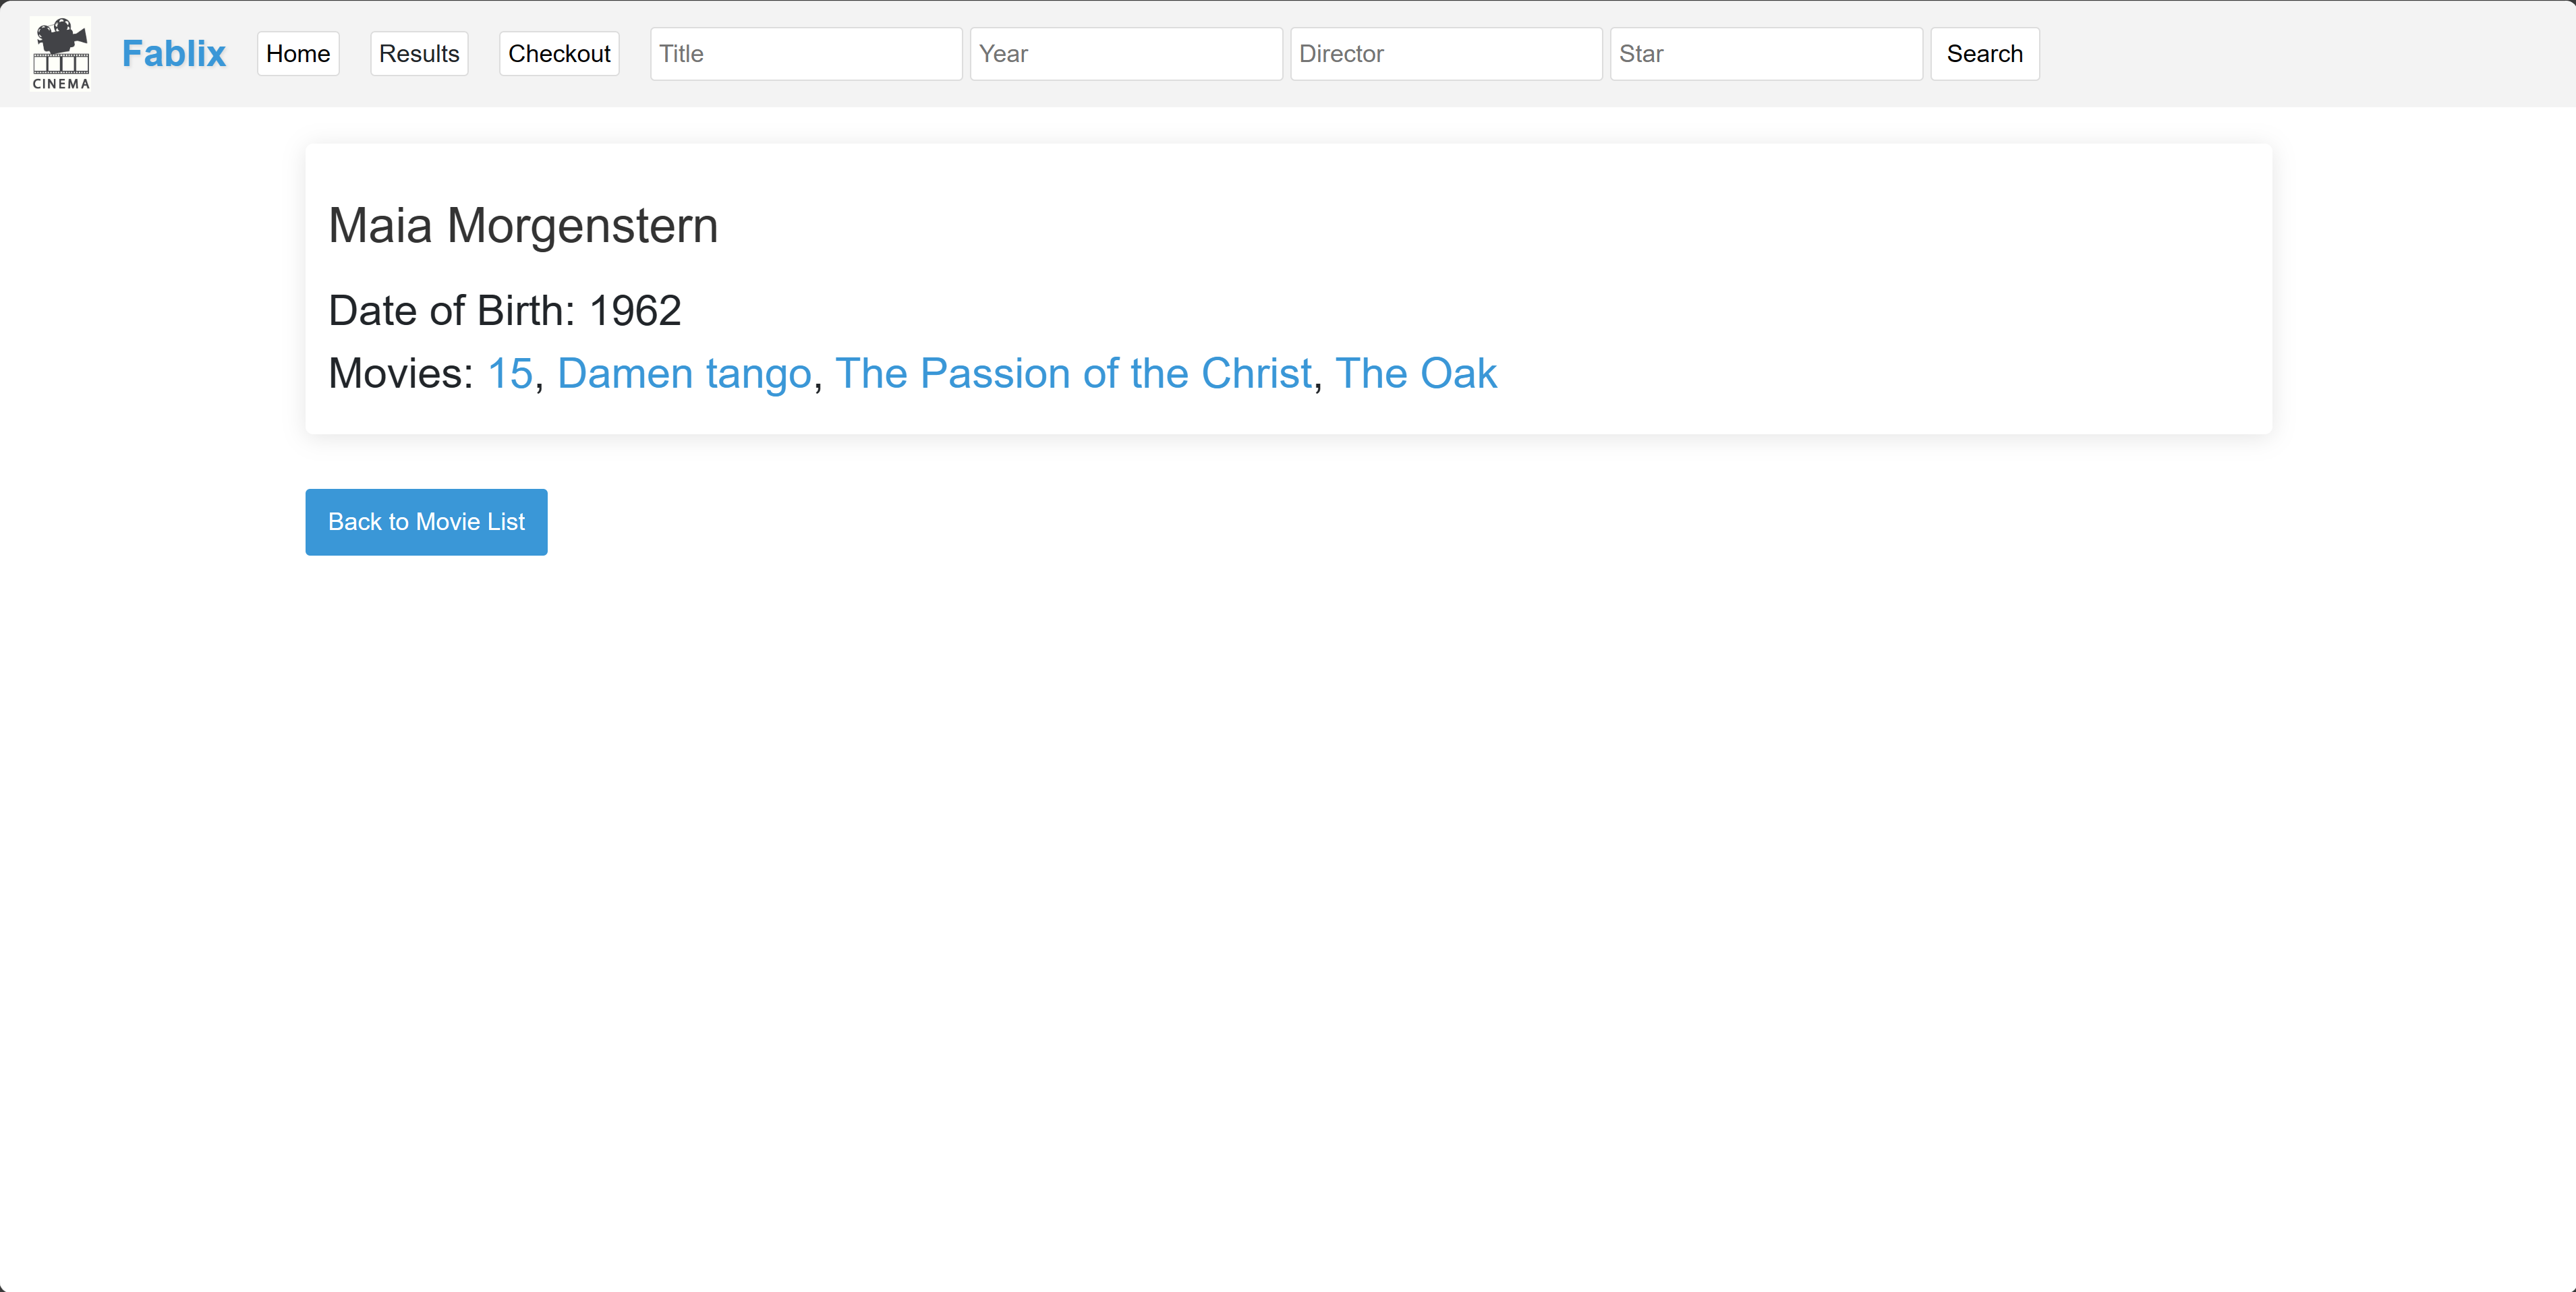 CINEMA
Fablix
Home
Results
Checkout
Title
Year
Director
Star
Search
Maia Morgenstern
Date of Birth: 1962
Movies: 15, Damen tango, The Passion of the Christ, The Oak
Back to Movie List